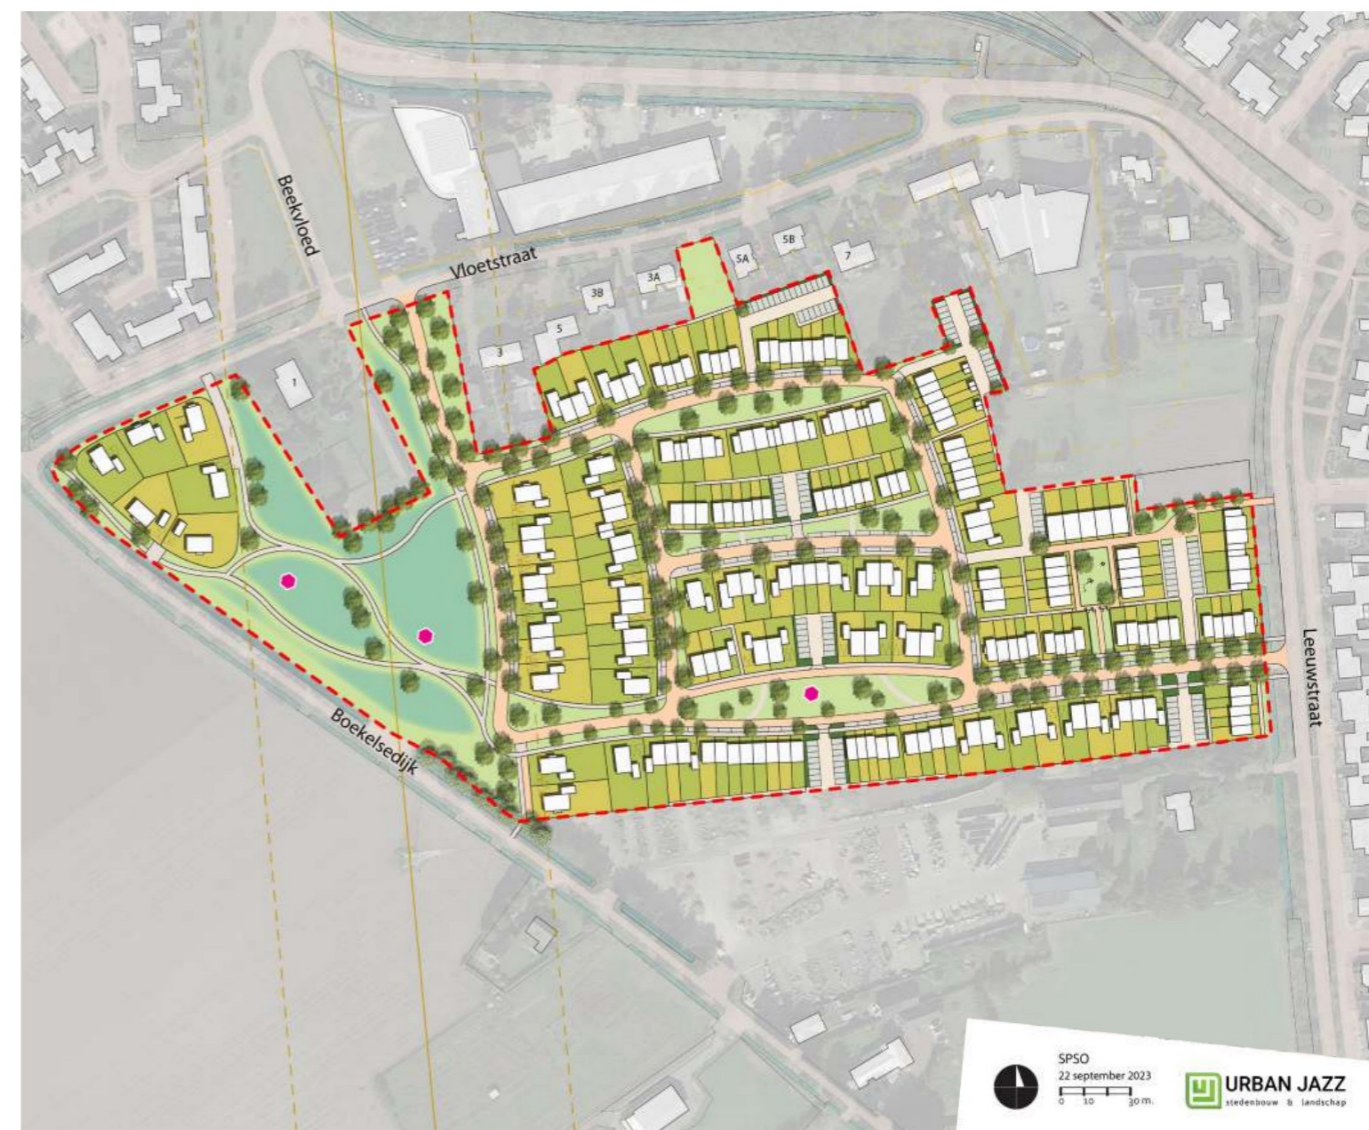 Beekvloed
Vloetstraat
5B
5A
7
3A
3B
5
3
1
Boekelsedijk
Leeuwstraat
SPSO
22 september 2023
0 10 30 m.
UJ
URBAN JAZZ
stedenbouw & landschap